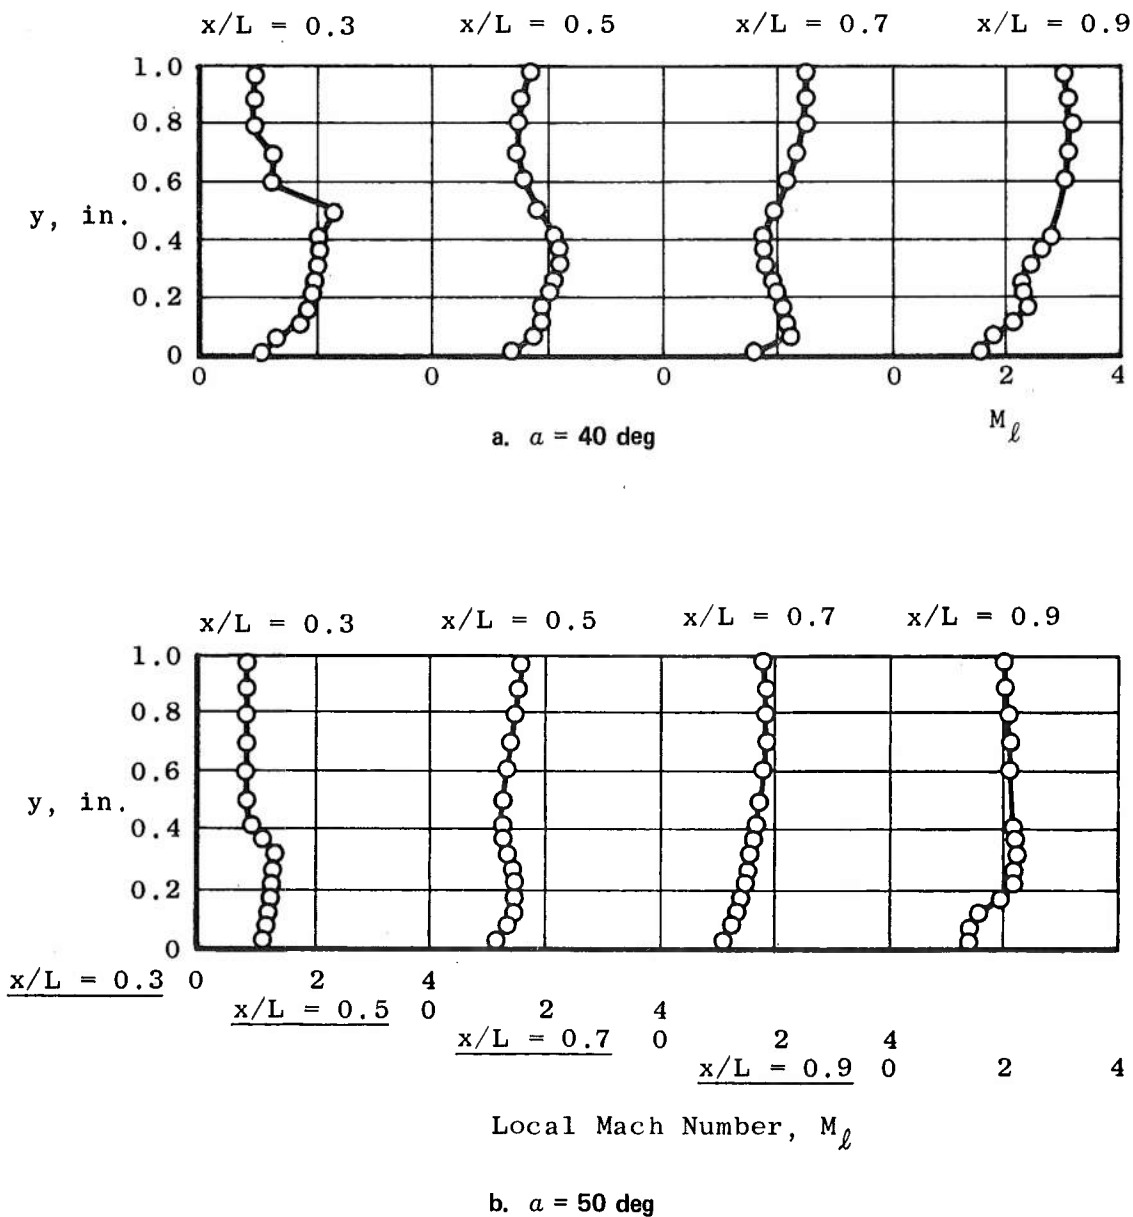 x/L = 0.3 x/L = 0.5 x/L = 0.7 x/L = 0.9
1.0
0.8
0.6
y, in.
0.4
0.2
0
0 0 0 0 2 4
M_ℓ
a. α = 40 deg
x/L = 0.3 x/L = 0.5 x/L = 0.7 x/L = 0.9
1.0
0.8
0.6
y, in.
0.4
0.2
0
x/L = 0.3 0 2 4
x/L = 0.5 0 2 4
x/L = 0.7 0 2 4
x/L = 0.9 0 2 4
Local Mach Number, M_ℓ
b. α = 50 deg